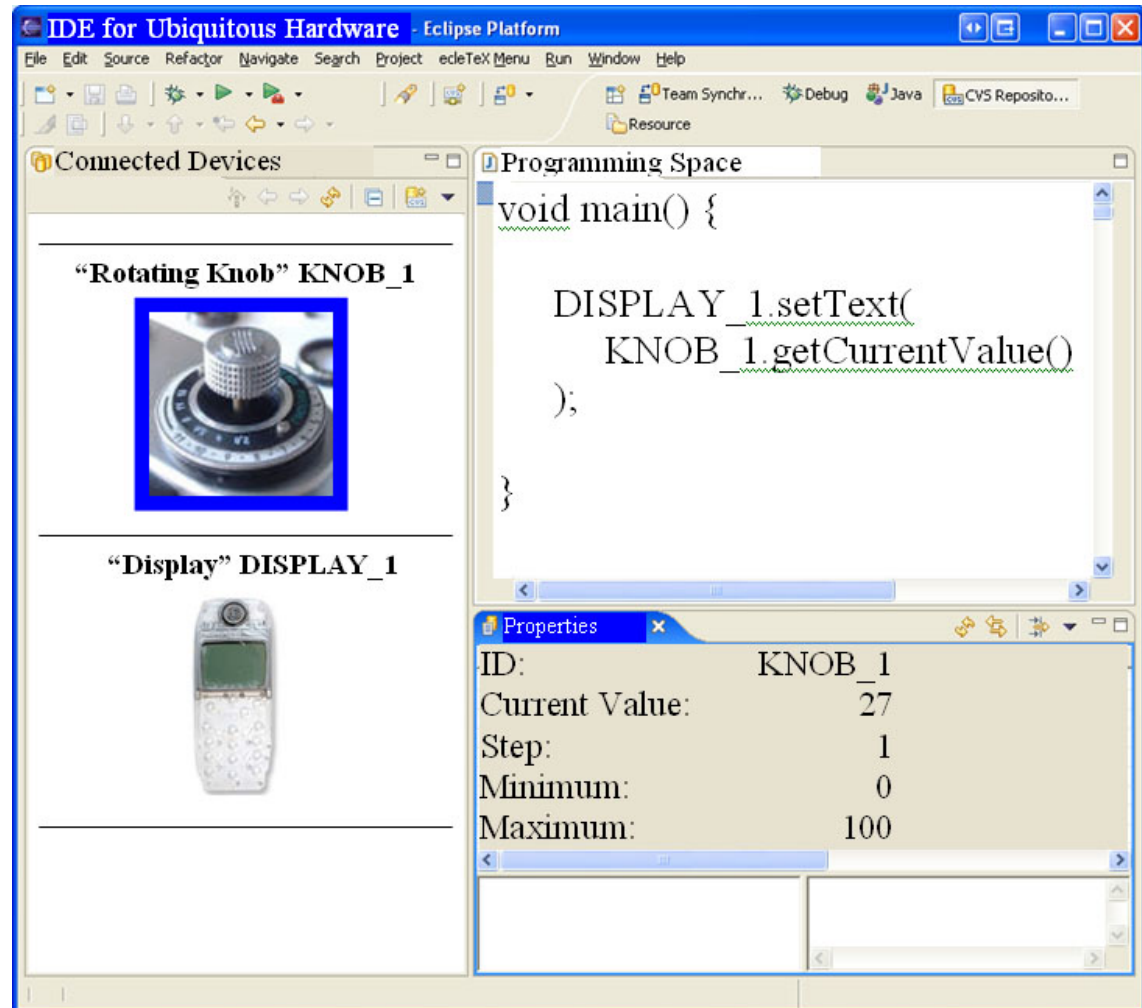 IDE for Ubiquitous Hardware - Eclipse Platform
File Edit Source Refactor Navigate Search Project ecleTeX Menu Run Window Help
Team Synchr... Debug Java CVS Reposito...
Resource
Connected Devices
“Rotating Knob” KNOB_1
“Display” DISPLAY_1
Programming Space
void main() {
DISPLAY_1.setText(
KNOB_1.getCurrentValue()
);
}
Properties
ID: KNOB_1
Current Value: 27
Step: 1
Minimum: 0
Maximum: 100